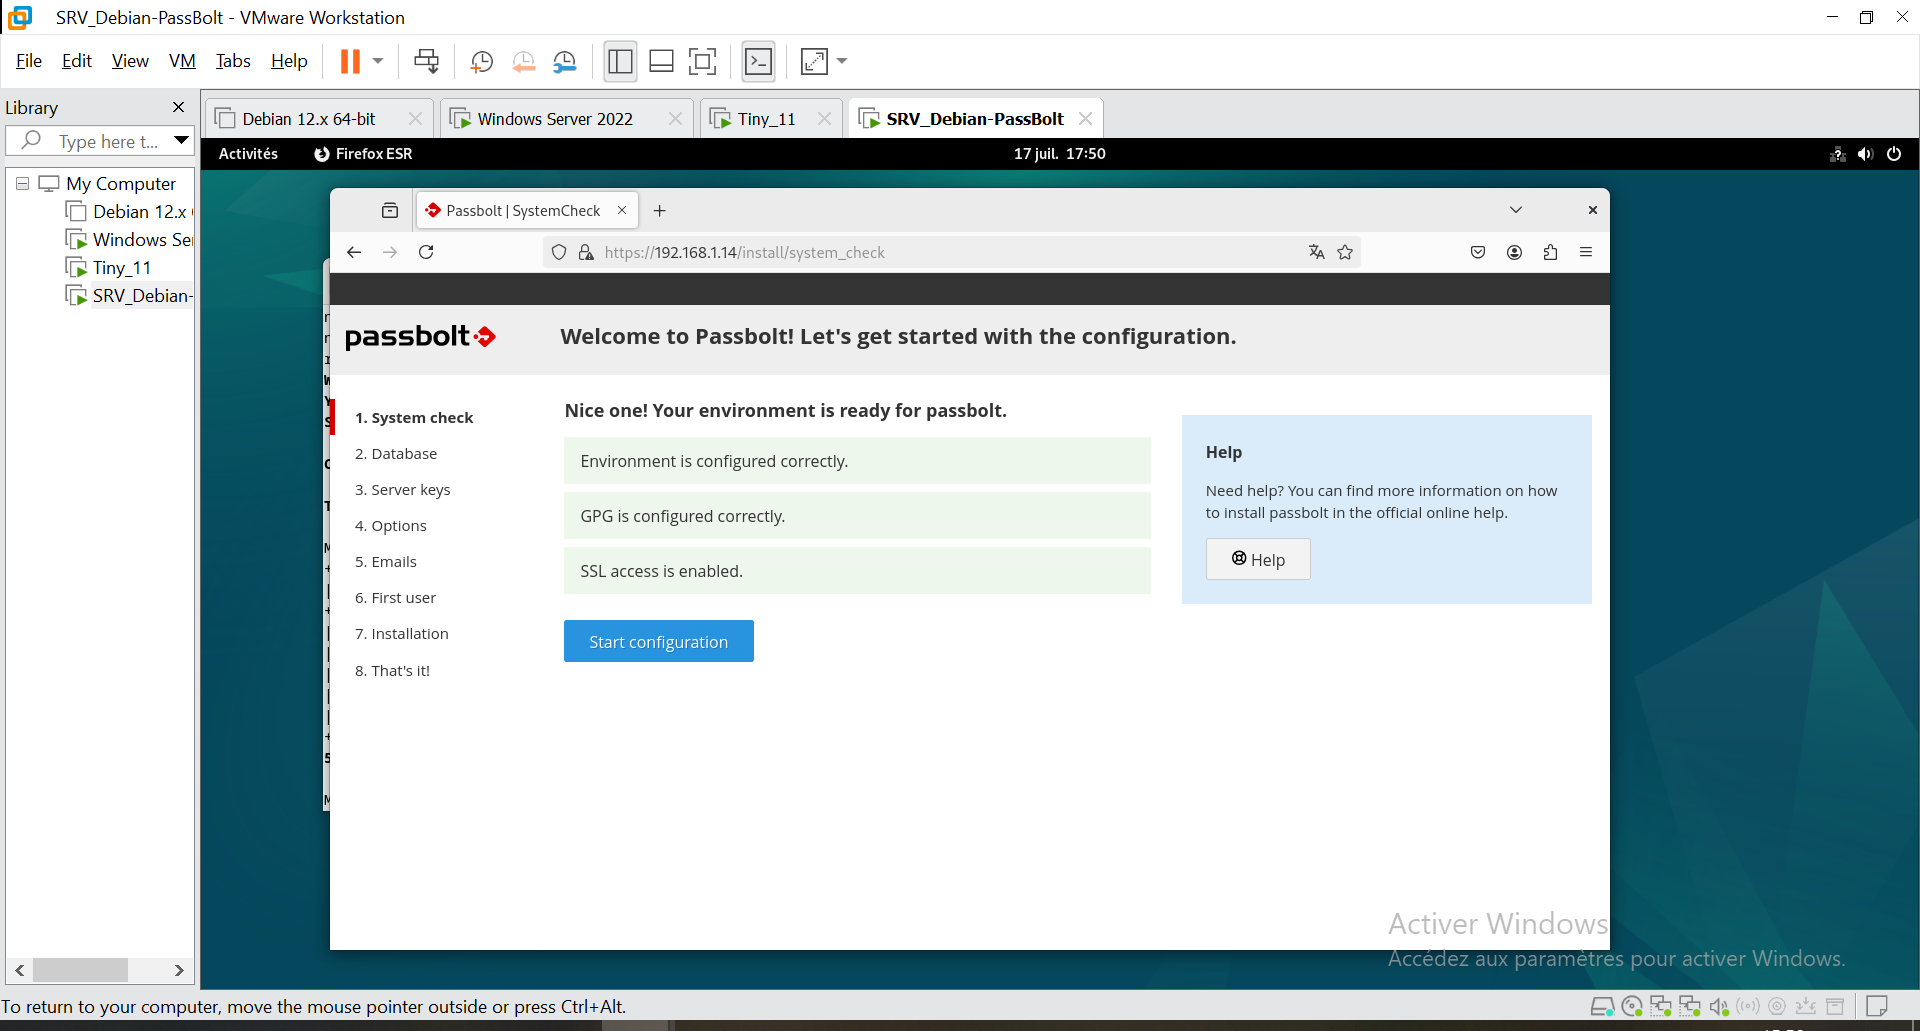 SRV_Debian-PassBolt - VMware Workstation
File Edit View VM Tabs Help
Library
Type here t...
My Computer
Debian 12.x
Windows Ser
Tiny_11
SRV_Debian-
Debian 12.x 64-bit
Windows Server 2022
Tiny_11
SRV_Debian-PassBolt
Activités Firefox ESR 17 juil. 17:50
Passbolt | SystemCheck
https://192.168.1.14/install/system_check
passbolt
Welcome to Passbolt! Let's get started with the configuration.
1. System check
2. Database
3. Server keys
4. Options
5. Emails
6. First user
7. Installation
8. That's it!
Nice one! Your environment is ready for passbolt.
Environment is configured correctly.
GPG is configured correctly.
SSL access is enabled.
Start configuration
Help
Need help? You can find more information on how
to install passbolt in the official online help.
Help
Activer Windows
Accédez aux paramètres pour activer Windows.
To return to your computer, move the mouse pointer outside or press Ctrl+Alt.